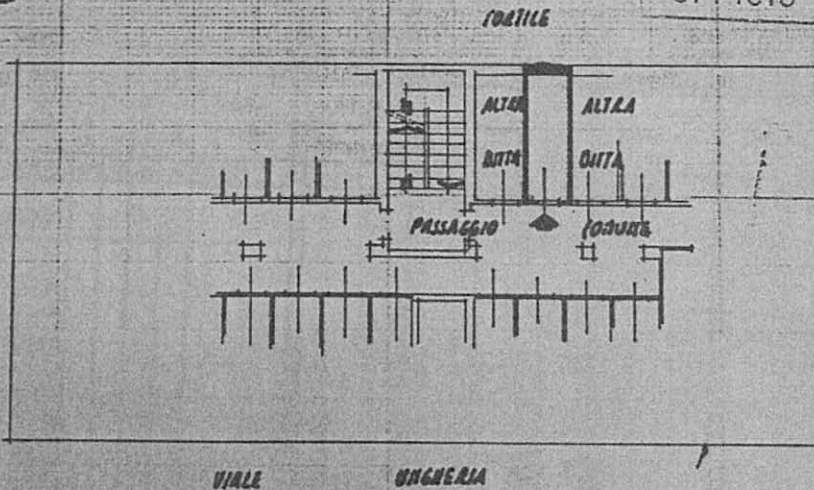 CORTILE
ALTRA ALTRA
DITTA DITTA
PASSAGGIO COMUNE
VIALE UNGHERIA